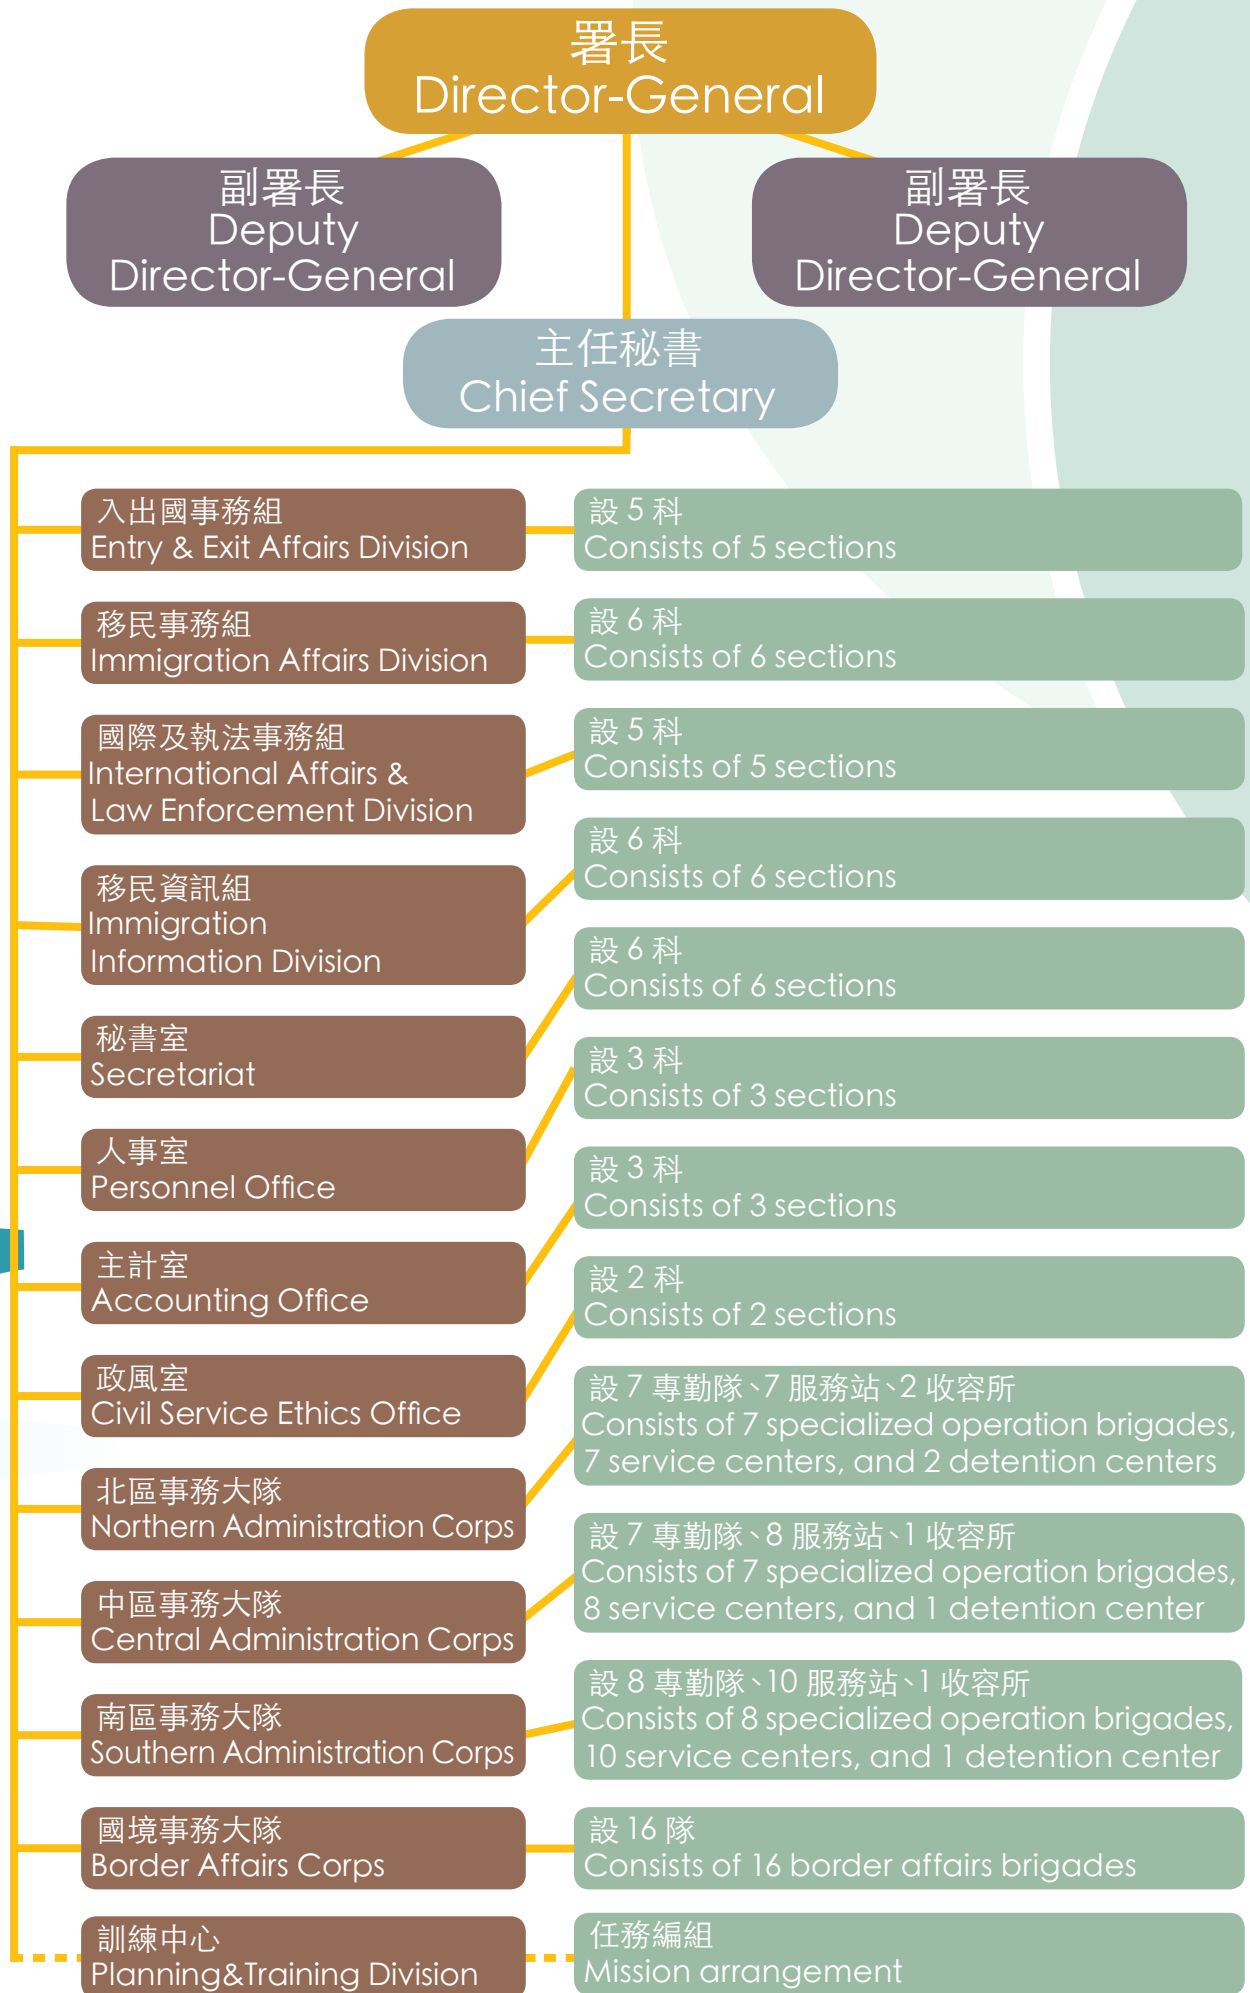 署長
Director-General
副署長
Deputy
Director-General
副署長
Deputy
Director-General
主任秘書
Chief Secretary
入出國事務組
Entry & Exit Affairs Division
設 5 科
Consists of 5 sections
移民事務組
Immigration Affairs Division
設 6 科
Consists of 6 sections
國際及執法事務組
International Affairs &
Law Enforcement Division
設 5 科
Consists of 5 sections
移民資訊組
Immigration
Information Division
設 6 科
Consists of 6 sections
秘書室
Secretariat
設 6 科
Consists of 6 sections
人事室
Personnel Office
設 3 科
Consists of 3 sections
主計室
Accounting Office
設 3 科
Consists of 3 sections
政風室
Civil Service Ethics Office
設 2 科
Consists of 2 sections
北區事務大隊
Northern Administration Corps
設 7 專勤隊、7 服務站、2 收容所
Consists of 7 specialized operation brigades,
7 service centers, and 2 detention centers
中區事務大隊
Central Administration Corps
設 7 專勤隊、8 服務站、1 收容所
Consists of 7 specialized operation brigades,
8 service centers, and 1 detention center
南區事務大隊
Southern Administration Corps
設 8 專勤隊、10 服務站、1 收容所
Consists of 8 specialized operation brigades,
10 service centers, and 1 detention center
國境事務大隊
Border Affairs Corps
設 16 隊
Consists of 16 border affairs brigades
訓練中心
Planning&Training Division
任務編組
Mission arrangement